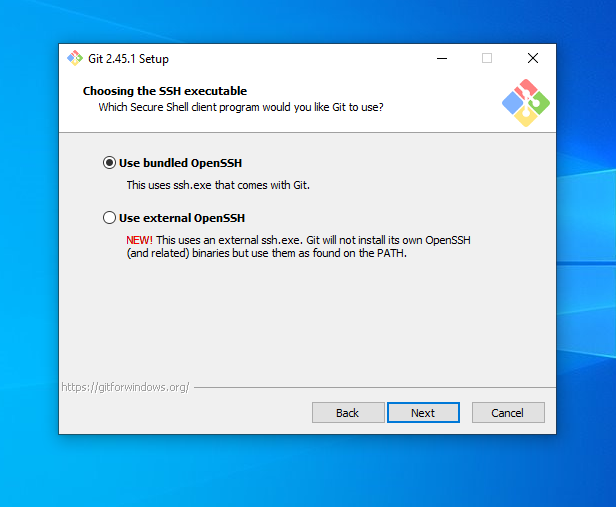 Git 2.45.1 Setup
Choosing the SSH executable
Which Secure Shell client program would you like Git to use?
Use bundled OpenSSH
This uses ssh.exe that comes with Git.
Use external OpenSSH
NEW! This uses an external ssh.exe. Git will not install its own OpenSSH
(and related) binaries but use them as found on the PATH.
https://gitforwindows.org/
Back Next Cancel